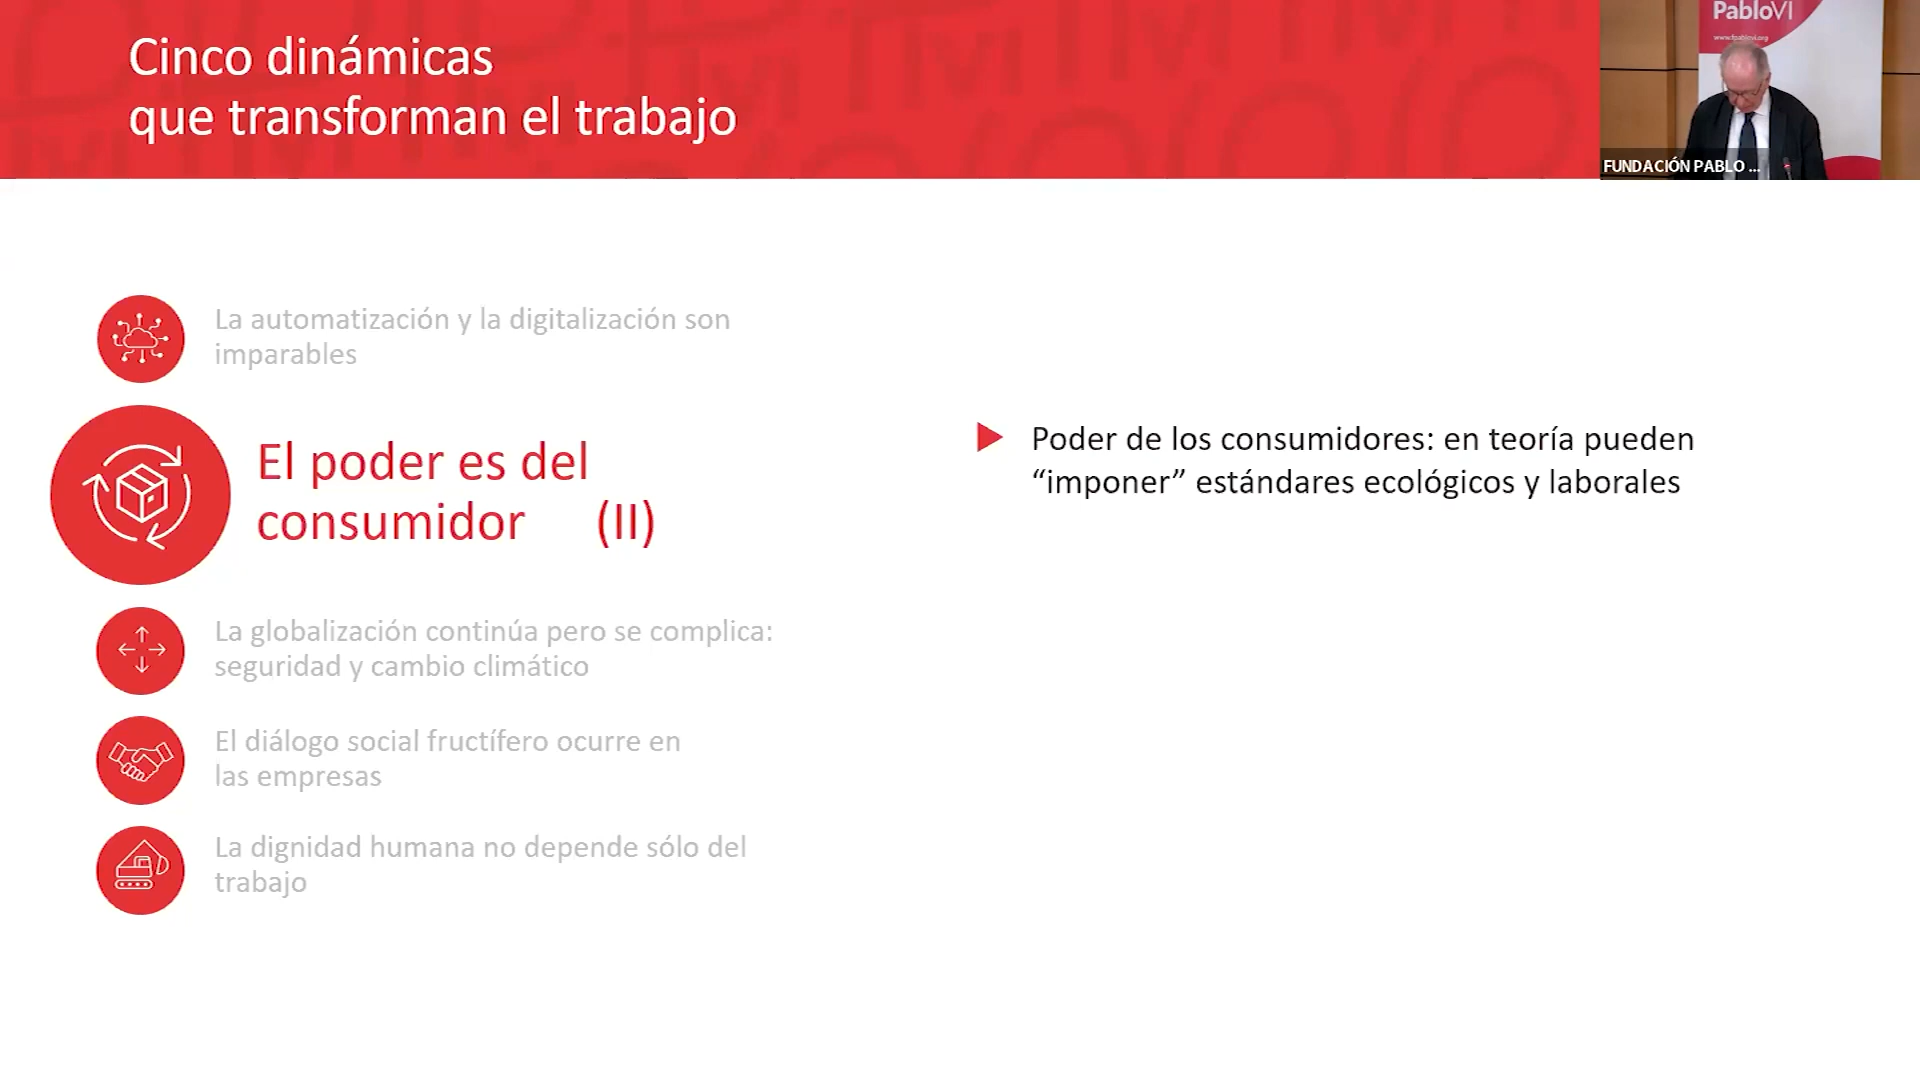 Cinco dinámicas
que transforman el trabajo
PabloVI
www.fpablovi.org
FUNDACIÓN PABLO ...
La automatización y la digitalización son
imparables
El poder es del
consumidor (II)
Poder de los consumidores: en teoría pueden
“imponer” estándares ecológicos y laborales
La globalización continúa pero se complica:
seguridad y cambio climático
El diálogo social fructífero ocurre en
las empresas
La dignidad humana no depende sólo del
trabajo